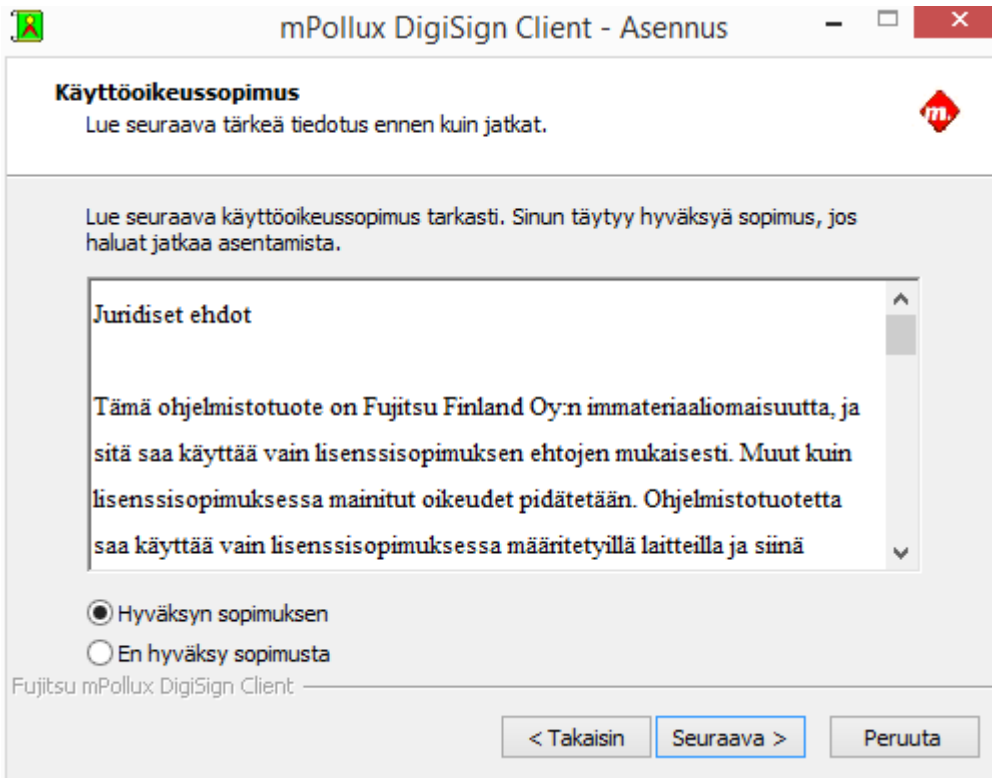 mPollux DigiSign Client - Asennus
Käyttöoikeussopimus
Lue seuraava tärkeä tiedotus ennen kuin jatkat.
m.
Lue seuraava käyttöoikeussopimus tarkasti. Sinun täytyy hyväksyä sopimus, jos
haluat jatkaa asentamista.
Juridiset ehdot
Tämä ohjelmistotuote on Fujitsu Finland Oy:n immateriaaliomaisuutta, ja
sitä saa käyttää vain lisenssisopimuksen ehtojen mukaisesti. Muut kuin
lisenssisopimuksessa mainitut oikeudet pidätetään. Ohjelmistotuotetta
saa käyttää vain lisenssisopimuksessa määritetyillä laitteilla ja siinä
Hyväksyn sopimuksen
En hyväksy sopimusta
Fujitsu mPollux DigiSign Client
< Takaisin Seuraava > Peruuta